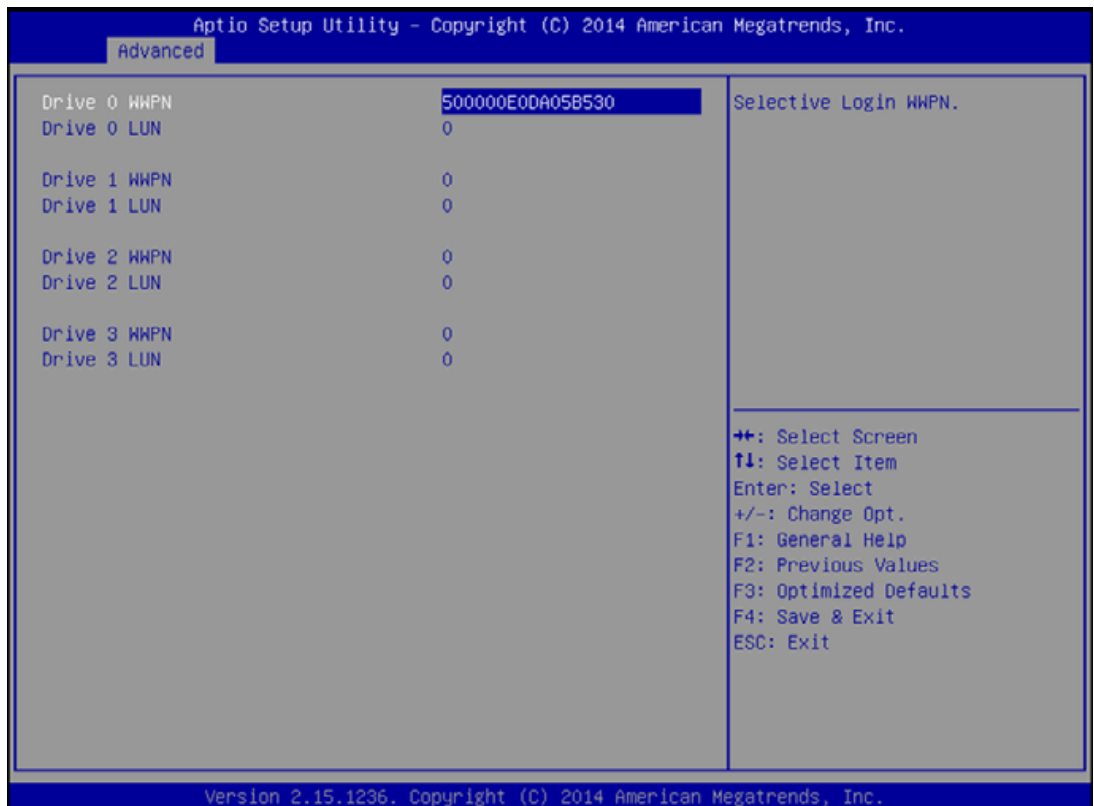 Aptio Setup Utility – Copyright (C) 2014 American Megatrends, Inc.
Advanced
Drive 0 WWPN 500000E0DA05B530 Selective Login WWPN.
Drive 0 LUN 0
Drive 1 WWPN 0
Drive 1 LUN 0
Drive 2 WWPN 0
Drive 2 LUN 0
Drive 3 WWPN 0
Drive 3 LUN 0
→←: Select Screen
↑↓: Select Item
Enter: Select
+/-: Change Opt.
F1: General Help
F2: Previous Values
F3: Optimized Defaults
F4: Save & Exit
ESC: Exit
Version 2.15.1236. Copyright (C) 2014 American Megatrends, Inc.